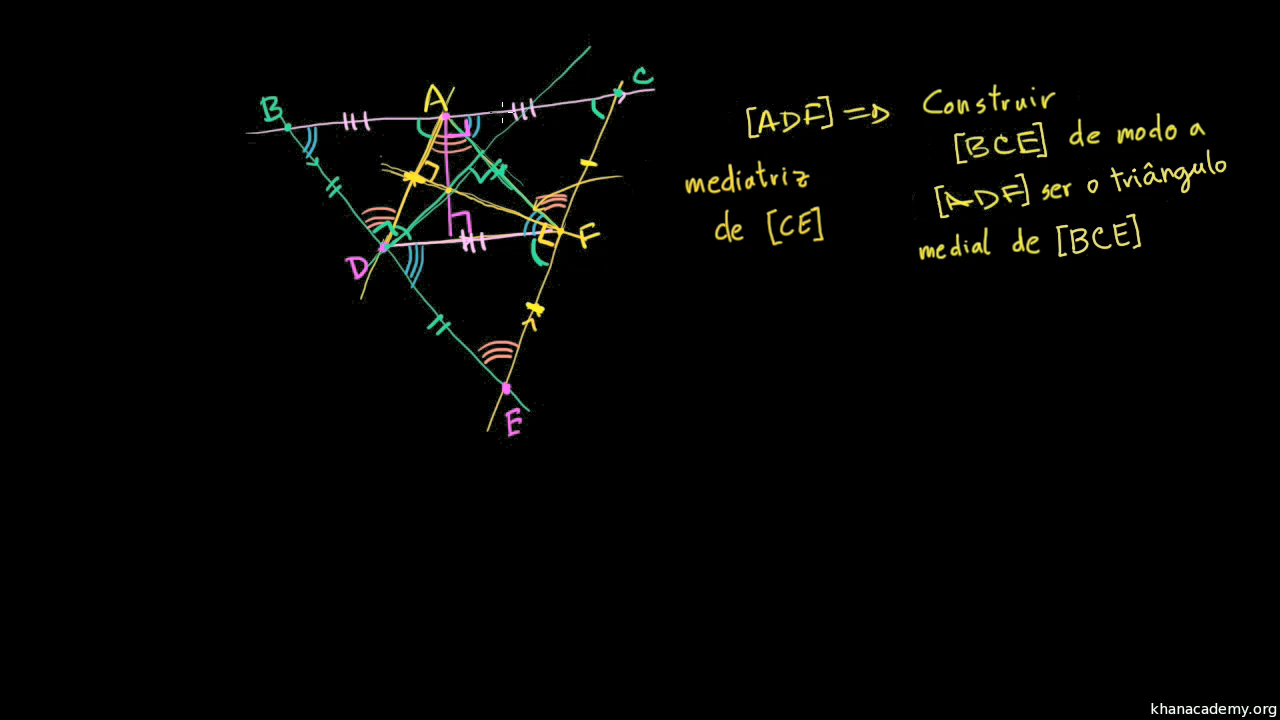 B
A
C
D
F
E
[ADF] ⇒ Construir
[BCE] de modo a
[ADF] ser o triângulo
medial de [BCE]
mediatriz
de [CE]
khanacademy.org